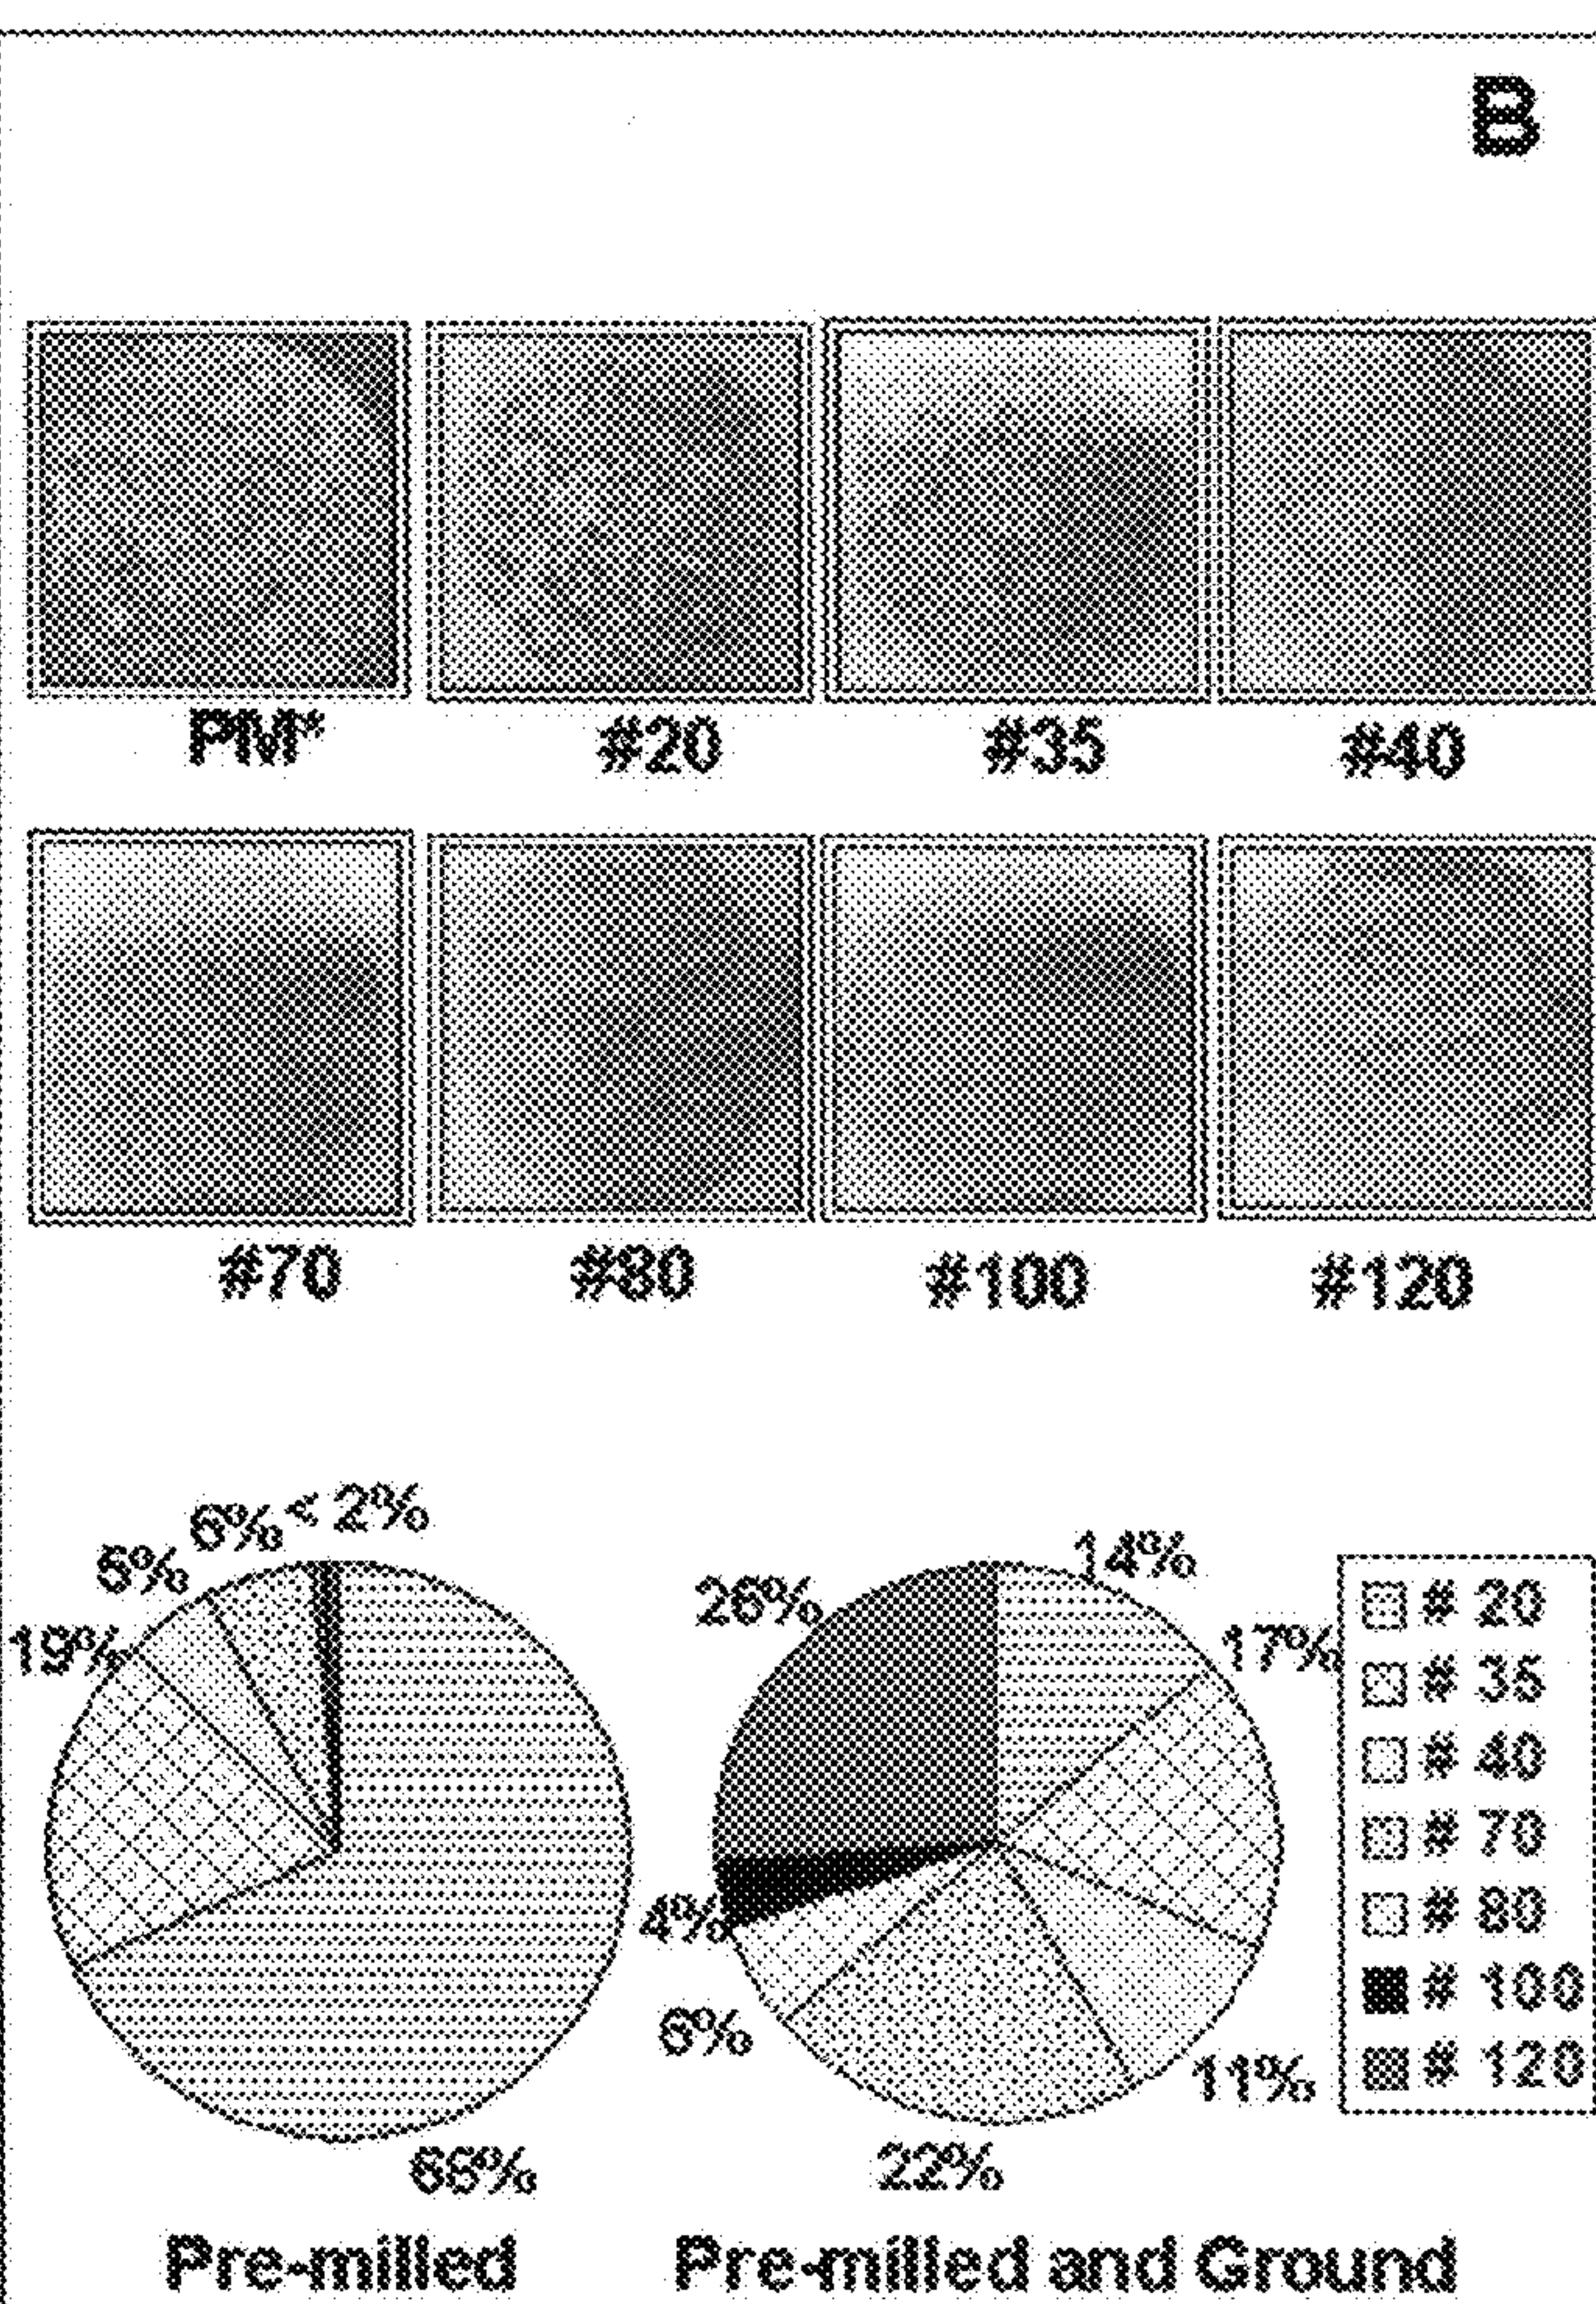 B
PM* #20 #35 #40
#70 #80 #100 #120
6% < 2%
5%
19%
68%
Pre-milled
14%
26%
17%
4%
6%
11%
22%
Pre-milled and Ground
# 20
# 35
# 40
# 70
# 80
# 100
# 120